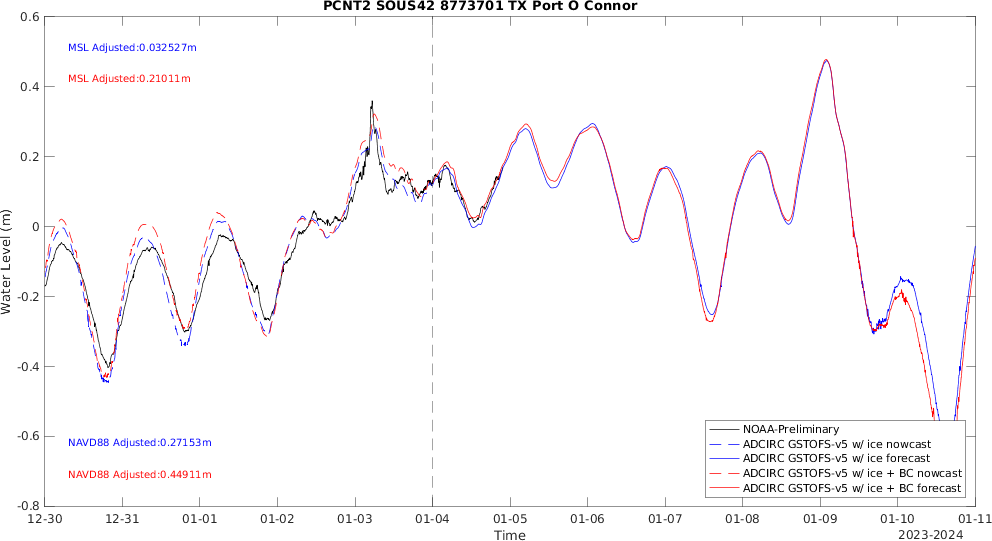 PCNT2 SOUS42 8773701 TX Port O Connor
0.6
0.4
0.2
0
-0.2
-0.4
-0.6
-0.8
Water Level (m)
MSL Adjusted:0.032527m
MSL Adjusted:0.21011m
NAVD88 Adjusted:0.27153m
NAVD88 Adjusted:0.44911m
NOAA-Preliminary
ADCIRC GSTOFS-v5 w/ ice nowcast
ADCIRC GSTOFS-v5 w/ ice forecast
ADCIRC GSTOFS-v5 w/ ice + BC nowcast
ADCIRC GSTOFS-v5 w/ ice + BC forecast
12-30 12-31 01-01 01-02 01-03 01-04 01-05 01-06 01-07 01-08 01-09 01-10 01-11
Time
2023-2024